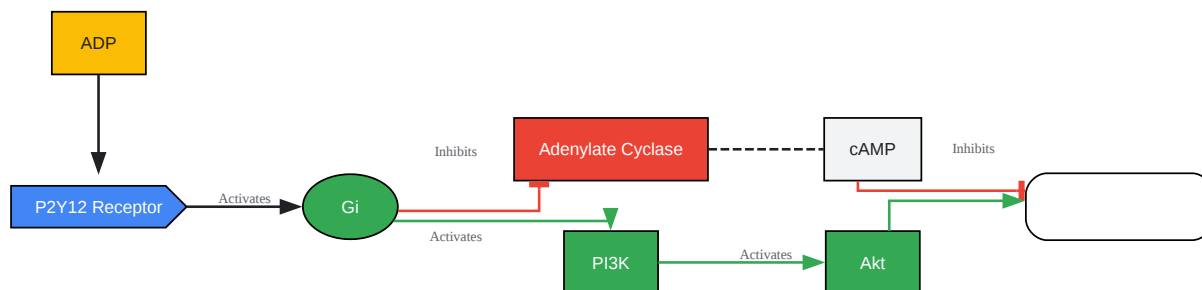 ADP
P2Y12 Receptor
Activates
Gi
Inhibits
Activates
Adenylate Cyclase
PI3K
Activates
cAMP
Akt
Inhibits